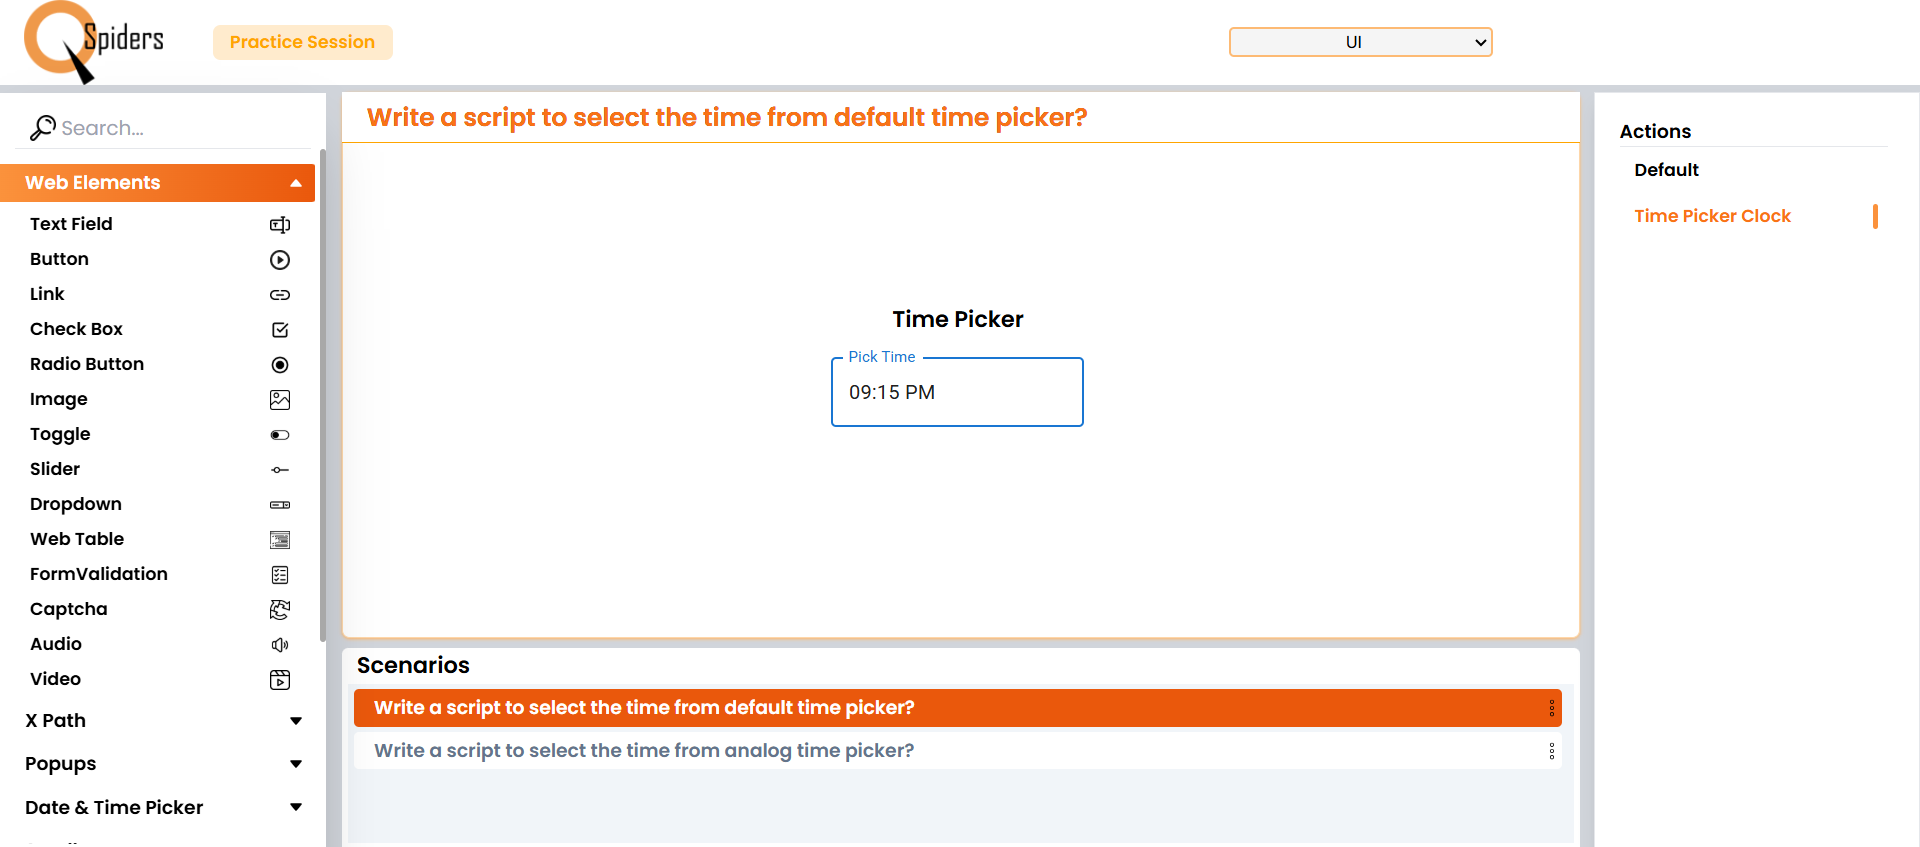 Spiders
Practice Session
UI
Search...
Web Elements
Text Field
Button
Link
Check Box
Radio Button
Image
Toggle
Slider
Dropdown
Web Table
FormValidation
Captcha
Audio
Video
X Path
Popups
Date & Time Picker
Write a script to select the time from default time picker?
Time Picker
Pick Time
09:15 PM
Scenarios
Write a script to select the time from default time picker?
Write a script to select the time from analog time picker?
Actions
Default
Time Picker Clock